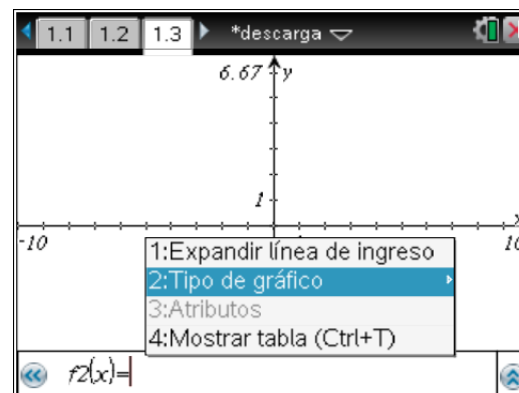 1.1 1.2 1.3 *descarga
6.67 y
1
x
-10 10
1:Expandir línea de ingreso
2:Tipo de gráfico
3:Atributos
4:Mostrar tabla (Ctrl+T)
f2(x)=